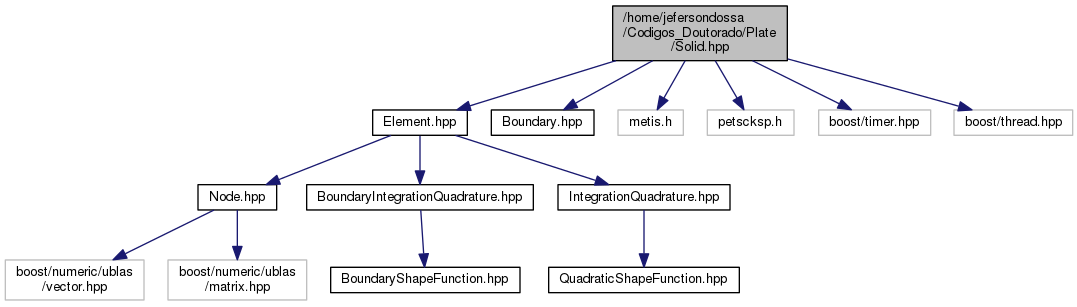 /home/jefersondossa
/Codigos_Doutorado/Plate
/Solid.hpp
Element.hpp
Boundary.hpp
metis.h
petscksp.h
boost/timer.hpp
boost/thread.hpp
Node.hpp
BoundaryIntegrationQuadrature.hpp
IntegrationQuadrature.hpp
boost/numeric/ublas
/vector.hpp
boost/numeric/ublas
/matrix.hpp
BoundaryShapeFunction.hpp
QuadraticShapeFunction.hpp